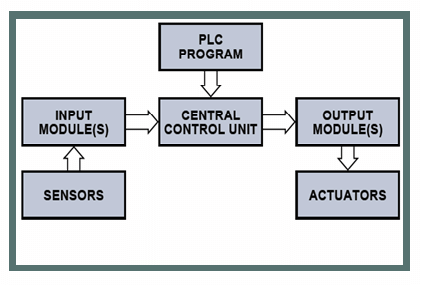 PLC
PROGRAM
INPUT
MODULE(S)
CENTRAL
CONTROL UNIT
OUTPUT
MODULE(S)
SENSORS
ACTUATORS